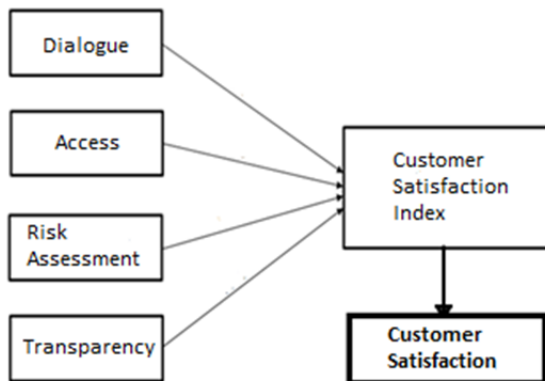 Dialogue
Access
Risk
Assessment
Transparency
Customer
Satisfaction
Index
Customer
Satisfaction